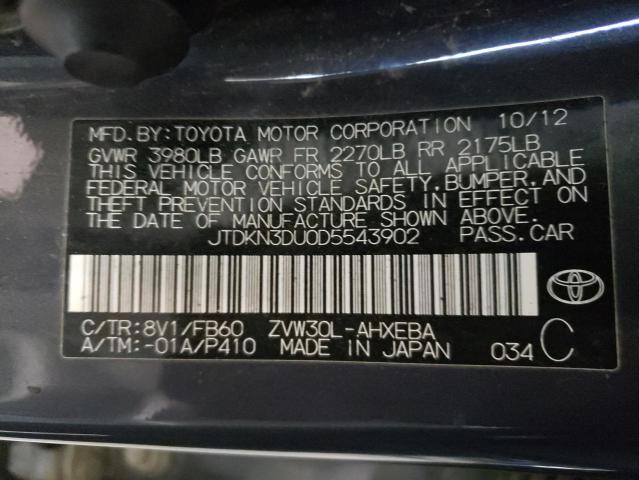 MFD. BY: TOYOTA MOTOR CORPORATION 10/12
GVWR 3980LB GAWR FR 2270LB RR 2175LB
THIS VEHICLE CONFORMS TO ALL APPLICABLE
FEDERAL MOTOR VEHICLE SAFETY, BUMPER, AND
THEFT PREVENTION STANDARDS IN EFFECT ON
THE DATE OF MANUFACTURE SHOWN ABOVE.
JTDKN3DU0D5543902 PASS. CAR
C/TR: 8V1/FB60 ZVW30L-AHXEBA
A/TM: -01A/P410 MADE IN JAPAN 034 C